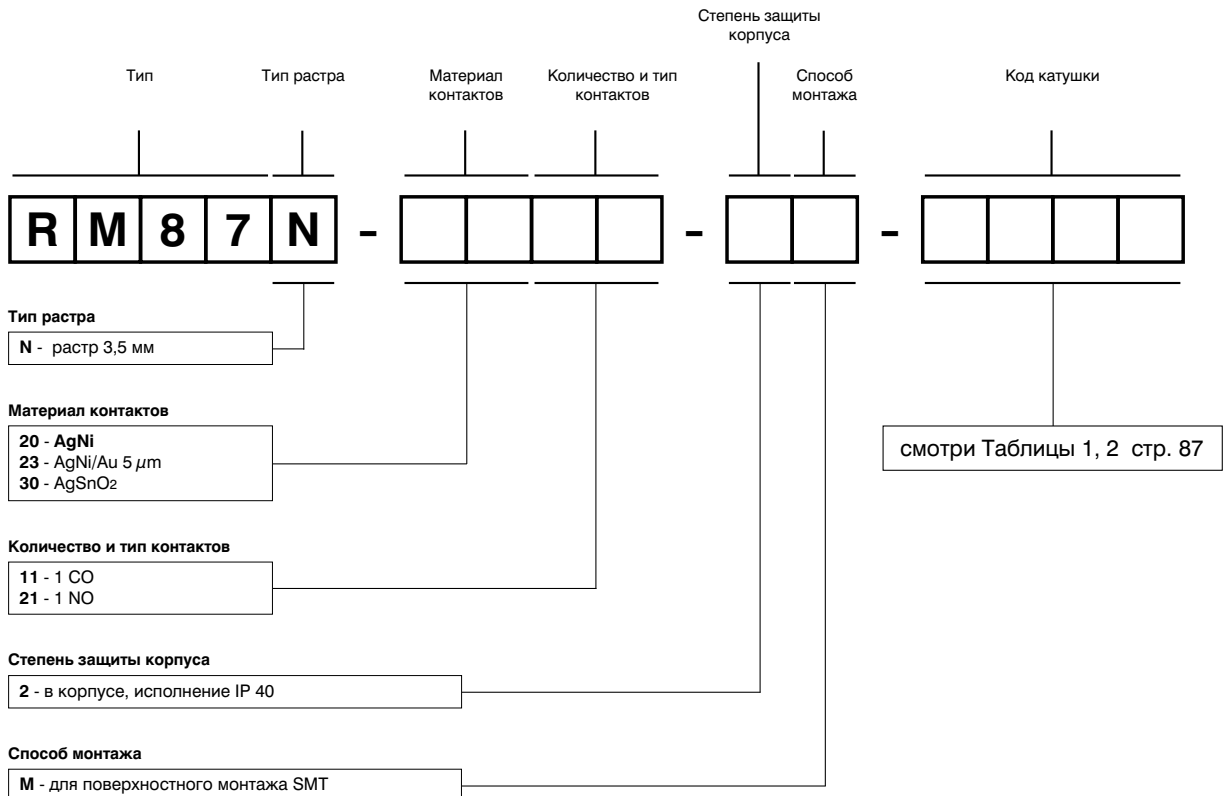 Степень защиты
корпуса
Тип
Тип растра
Материал
контактов
Количество и тип
контактов
Способ
монтажа
Код катушки
RM87N - - -
Тип растра
N - растр 3,5 мм
Материал контактов
20 - AgNi
23 - AgNi/Au 5 µm
30 - AgSnO2
смотри Таблицы 1, 2 стр. 87
Количество и тип контактов
11 - 1 CO
21 - 1 NO
Степень защиты корпуса
2 - в корпусе, исполнение IP 40
Способ монтажа
M - для поверхностного монтажа SMT